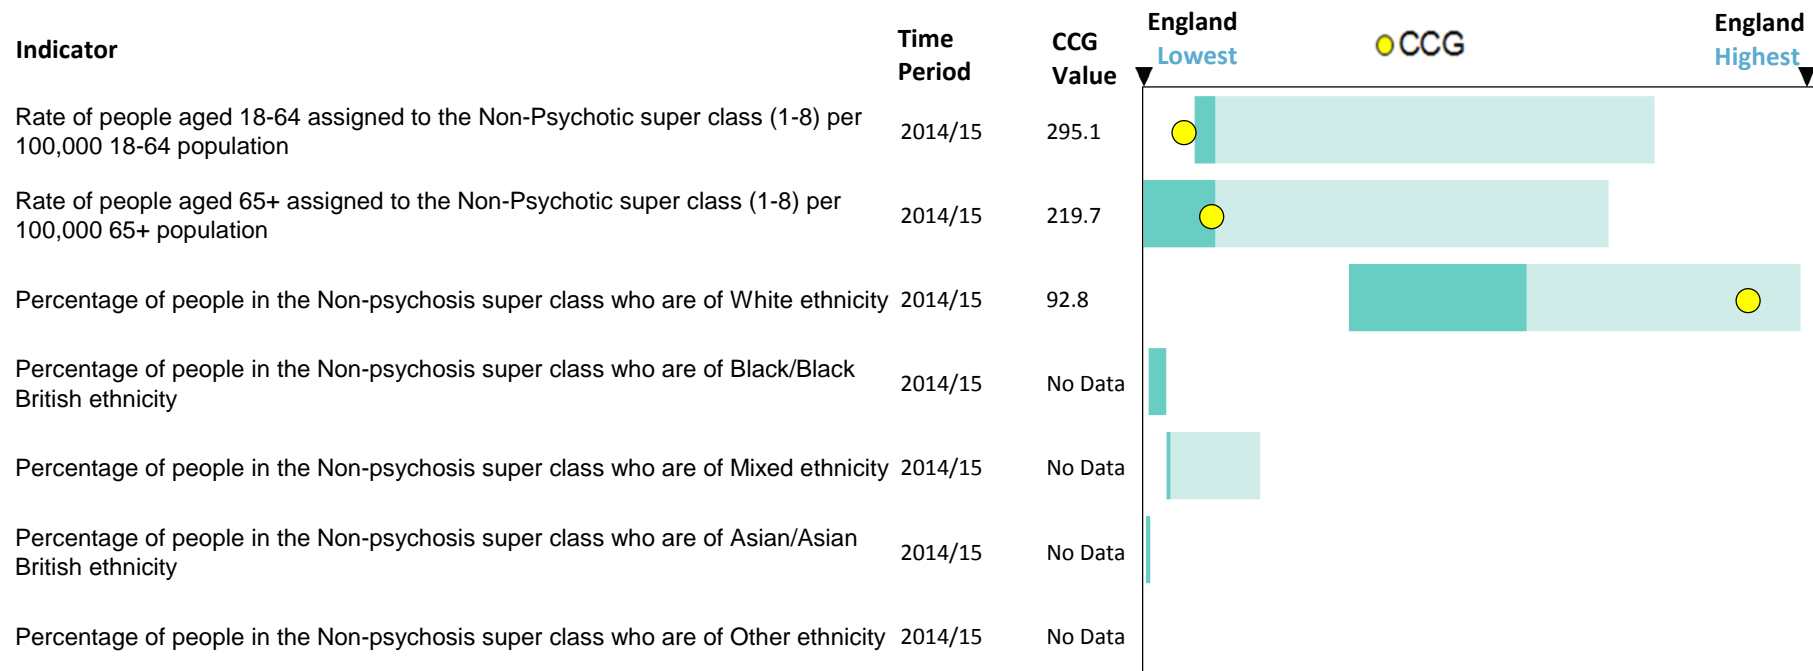 Indicator
Time
Period
CCG
Value
England
Lowest
CCG
England
Highest
Rate of people aged 18-64 assigned to the Non-Psychotic super class (1-8) per
100,000 18-64 population
2014/15
295.1
Rate of people aged 65+ assigned to the Non-Psychotic super class (1-8) per
100,000 65+ population
2014/15
219.7
Percentage of people in the Non-psychosis super class who are of White ethnicity
2014/15
92.8
Percentage of people in the Non-psychosis super class who are of Black/Black
British ethnicity
2014/15
No Data
Percentage of people in the Non-psychosis super class who are of Mixed ethnicity
2014/15
No Data
Percentage of people in the Non-psychosis super class who are of Asian/Asian
British ethnicity
2014/15
No Data
Percentage of people in the Non-psychosis super class who are of Other ethnicity
2014/15
No Data